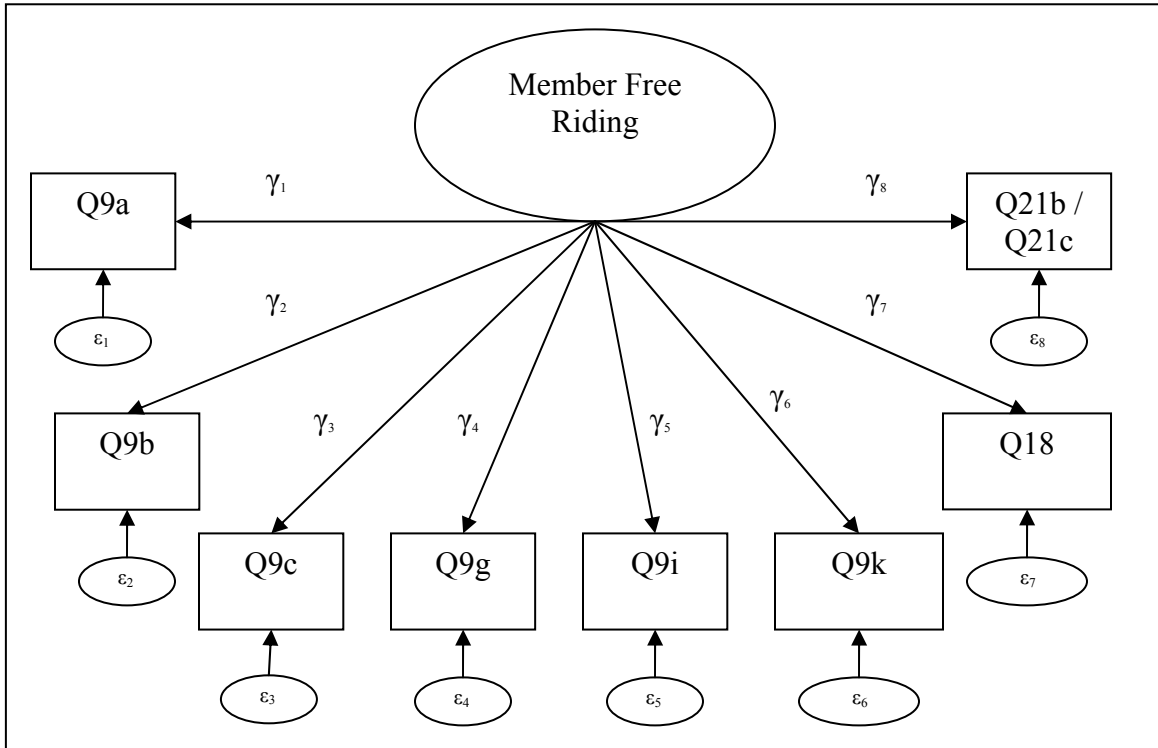 Member Free
Riding
γ₁
γ₈
Q9a
Q21b /
Q21c
γ₂
γ₇
ε₁
ε₈
γ₃
γ₄
γ₅
γ₆
Q9b
Q18
Q9c
Q9g
Q9i
Q9k
ε₂
ε₇
ε₃
ε₄
ε₅
ε₆